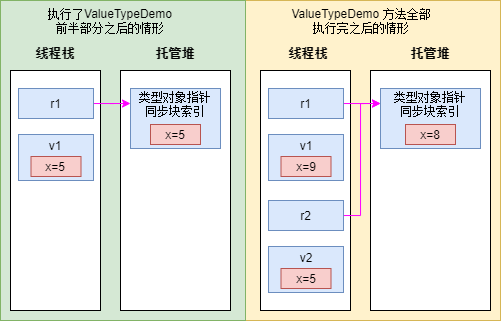 执行了ValueTypeDemo
前半部分之后的情形
线程栈
托管堆
r1
类型对象指针
同步块索引
x=5
v1
x=5
ValueTypeDemo 方法全部
执行完之后的情形
线程栈
托管堆
r1
类型对象指针
同步块索引
x=8
v1
x=9
r2
v2
x=5